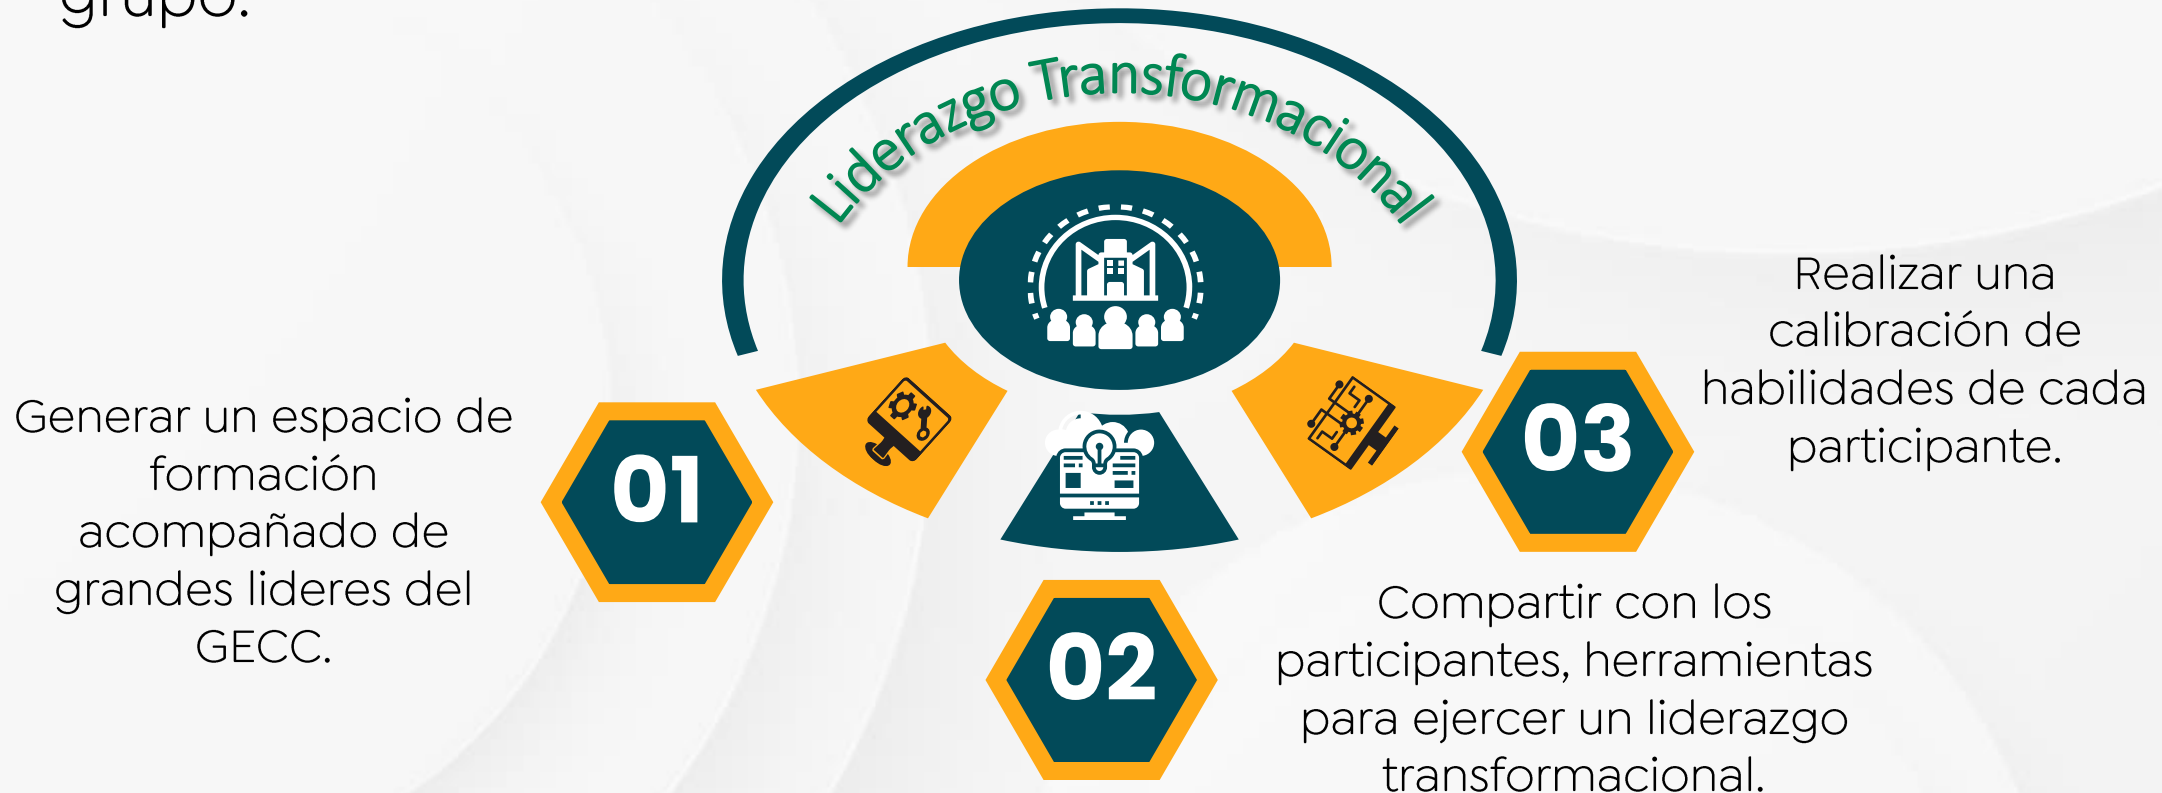 grupo.
Liderazgo Transformacional
01
Generar un espacio de
formación
acompañado de
grandes lideres del
GECC.
02
Compartir con los
participantes, herramientas
para ejercer un liderazgo
transformacional.
03
Realizar una
calibración de
habilidades de cada
participante.